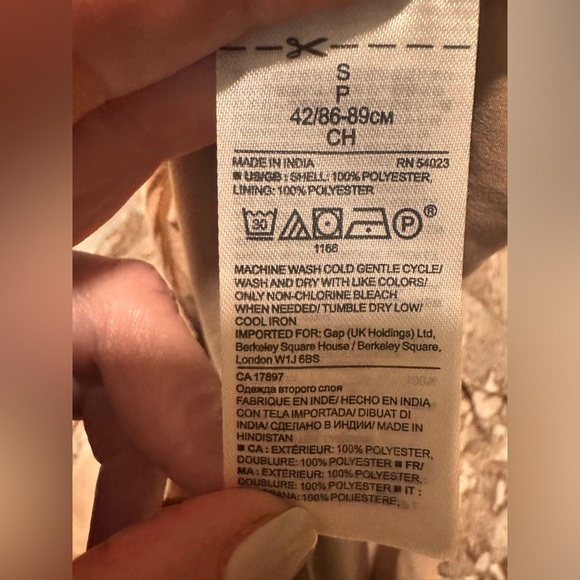 S
P
42/86-89CM
CH
MADE IN INDIA RN 54023
■ US/GB : SHELL: 100% POLYESTER,
LINING: 100% POLYESTER
30 P ®
1166
MACHINE WASH COLD GENTLE CYCLE/
WASH AND DRY WITH LIKE COLORS/
ONLY NON-CHLORINE BLEACH
WHEN NEEDED/ TUMBLE DRY LOW/
COOL IRON
IMPORTED FOR: Gap (UK Holdings) Ltd,
Berkeley Square House / Berkeley Square,
London W1J 6BS
CA 17897
Одежда второго слоя
FABRIQUE EN INDE/ HECHO EN INDIA
CON TELA IMPORTADA/ DIBUAT DI
INDIA/ СДЕЛАНО В ИНДИИ/ MADE IN
HINDISTAN
■ CA : EXTÉRIEUR: 100% POLYESTER,
DOUBLURE: 100% POLYESTER ■ FR/
MA : EXTÉRIEUR: 100% POLYESTER,
DOUBLURE: 100% POLYESTER ■ IT :
100% POLIESTERE,